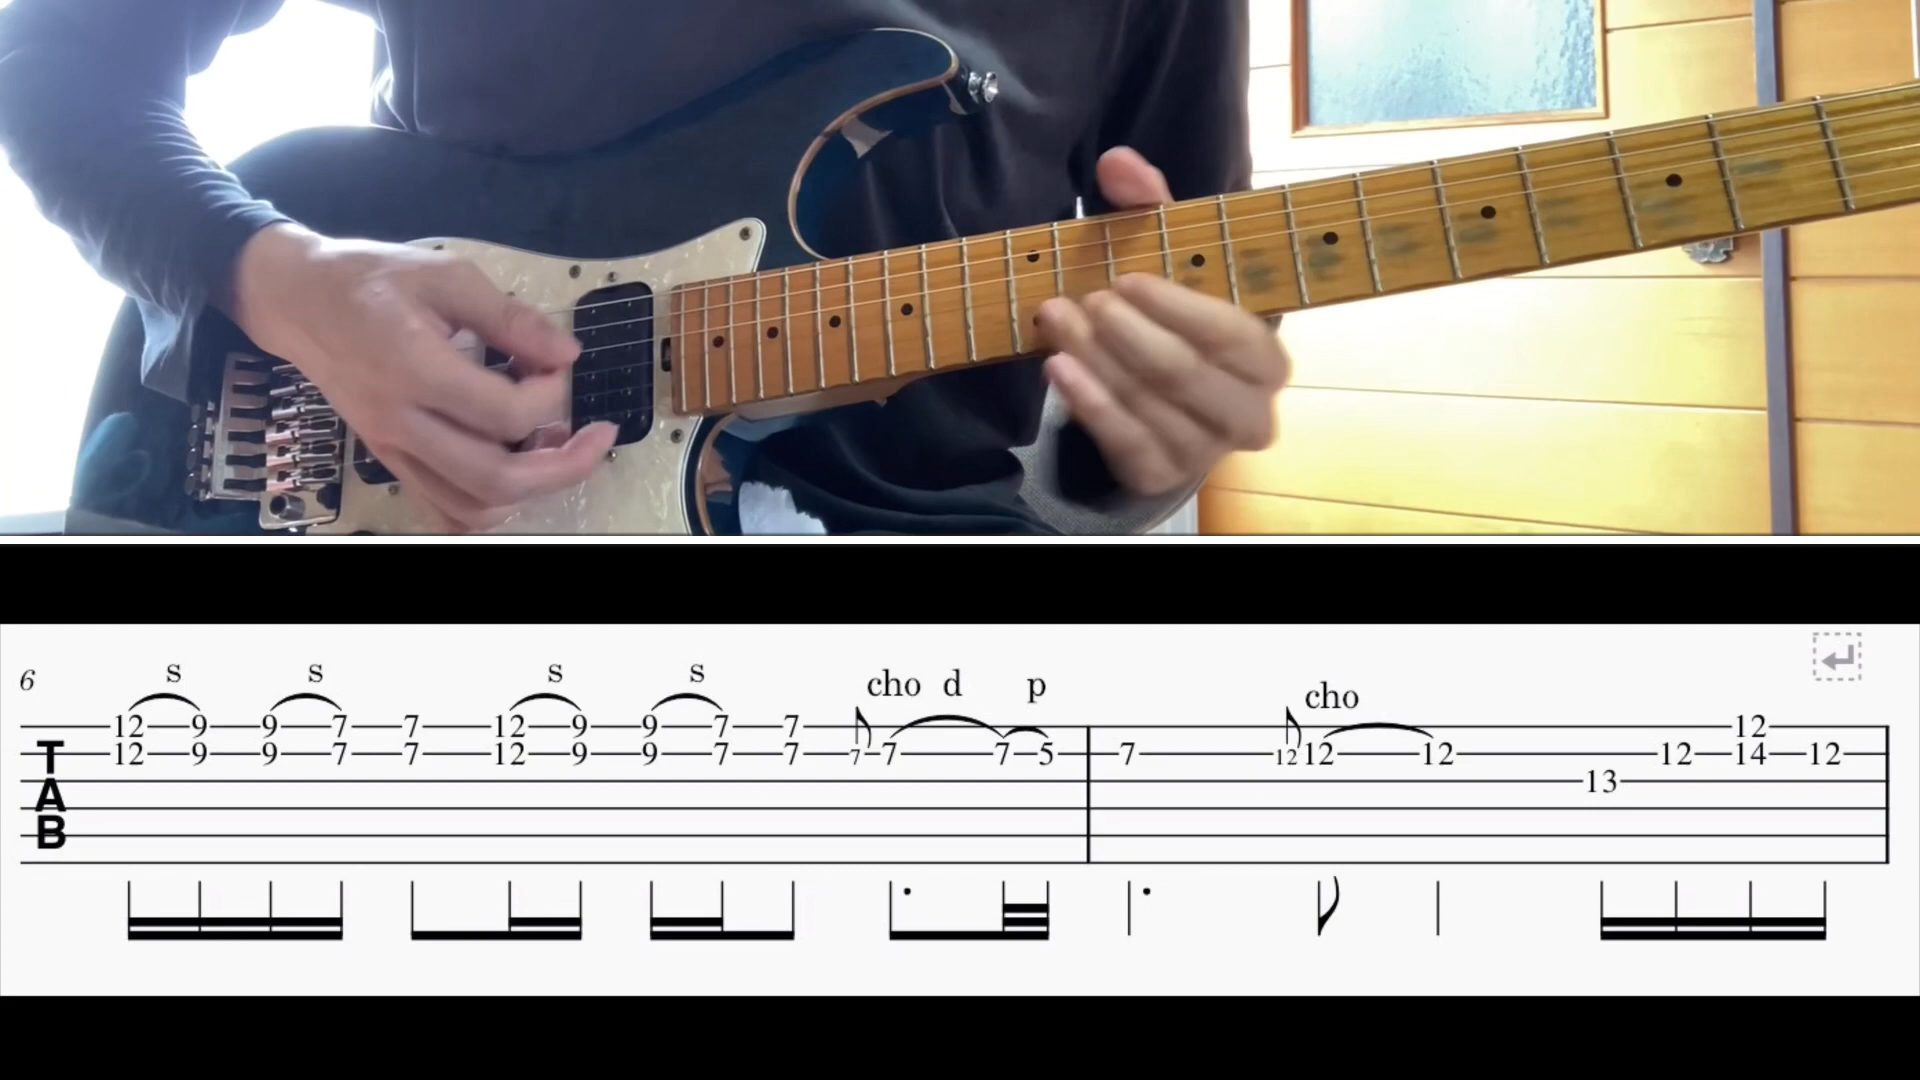 s s s s cho d p cho
6
12 9 9 7 7 12 9 9 7 7 12
T 12 9 9 7 7 12 9 9 7 7 7 7 7 5 7 12 12 12 12 14 12
A 13
B